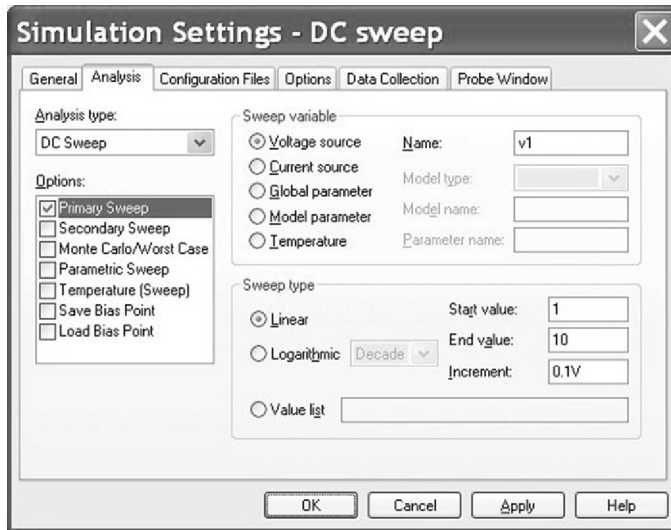 Simulation Settings - DC sweep
General Analysis Configuration Files Options Data Collection Probe Window
Analysis type:
DC Sweep
Options:
Primary Sweep
Secondary Sweep
Monte Carlo/Worst Case
Parametric Sweep
Temperature (Sweep)
Save Bias Point
Load Bias Point
Sweep variable
Voltage source
Current source
Global parameter
Model parameter
Temperature
Name: v1
Model type:
Model name:
Parameter name:
Sweep type
Linear
Logarithmic Decade
Value list
Start value: 1
End value: 10
Increment: 0.1V
OK Cancel Apply Help